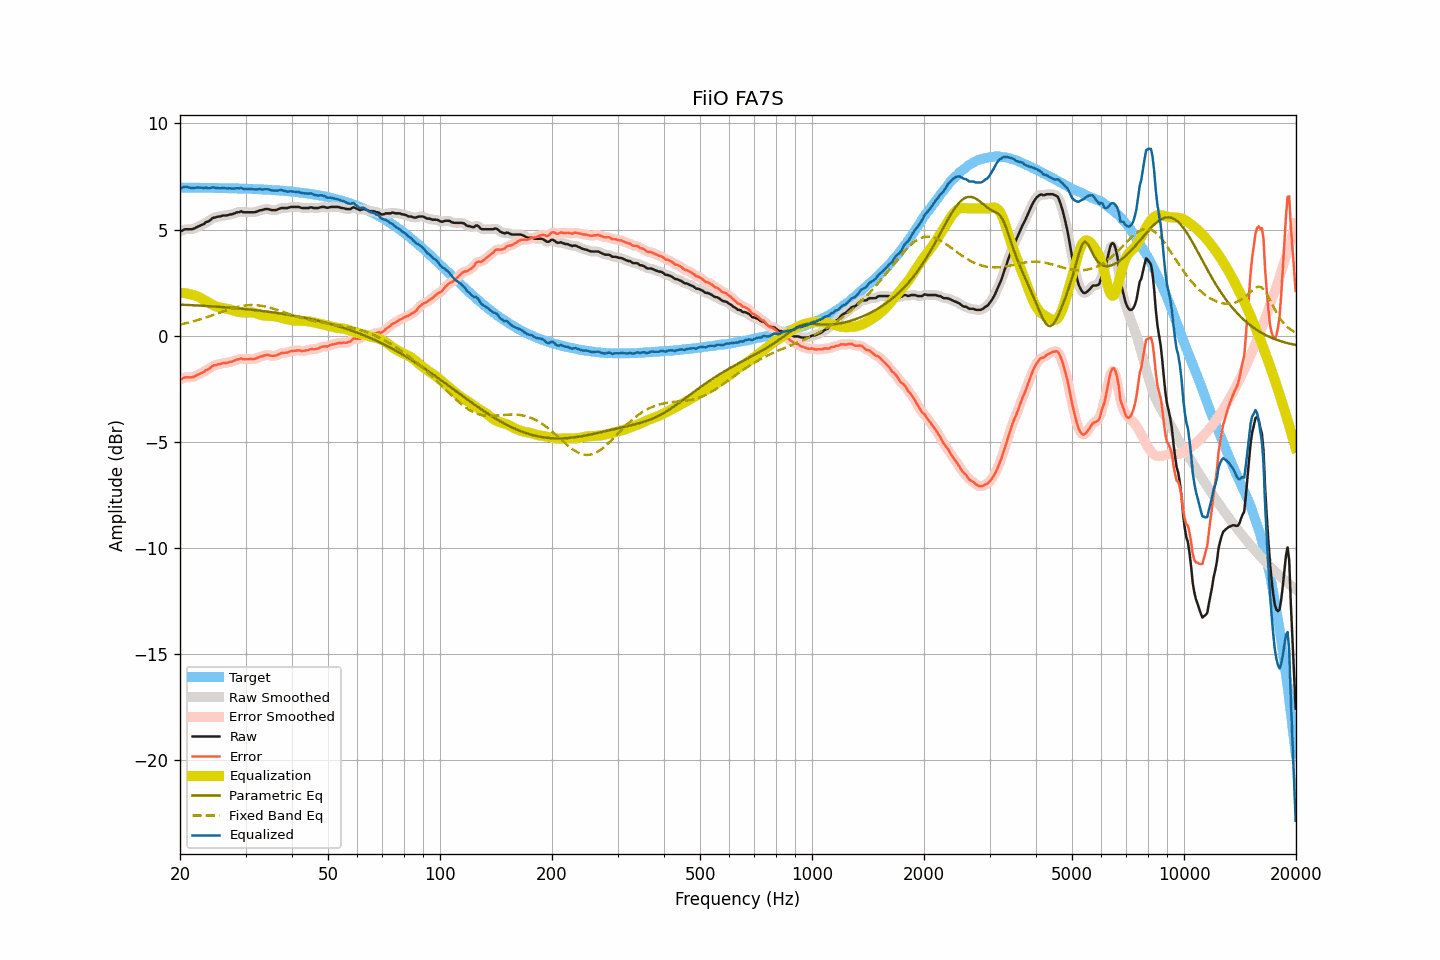 FiiO FA7S
10
5
0
−5
−10
−15
−20
Amplitude (dBr)
Target
Raw Smoothed
Error Smoothed
Raw
Error
Equalization
Parametric Eq
Fixed Band Eq
Equalized
20 50 100 200 500 1000 2000 5000 10000 20000
Frequency (Hz)